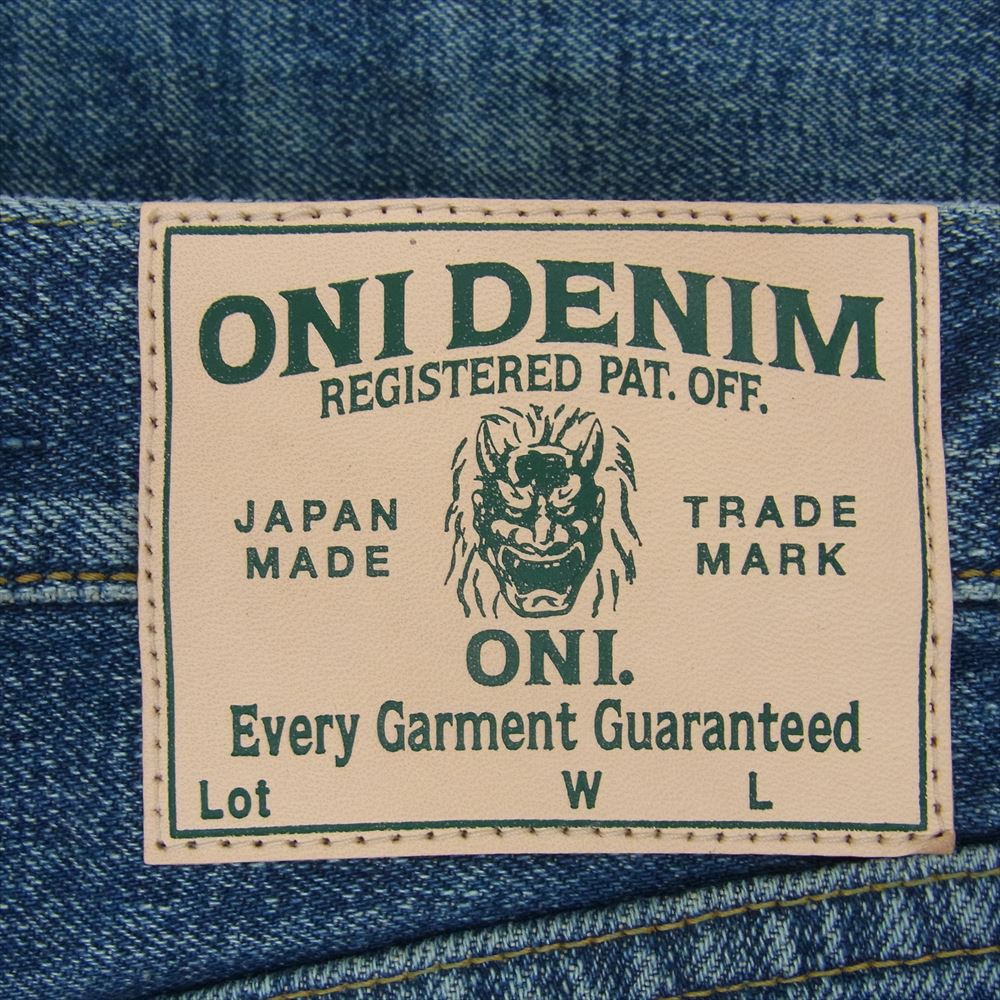 ONI DENIM
REGISTERED PAT. OFF.
JAPAN MADE
TRADE MARK
ONI.
Every Garment Guaranteed
Lot W L